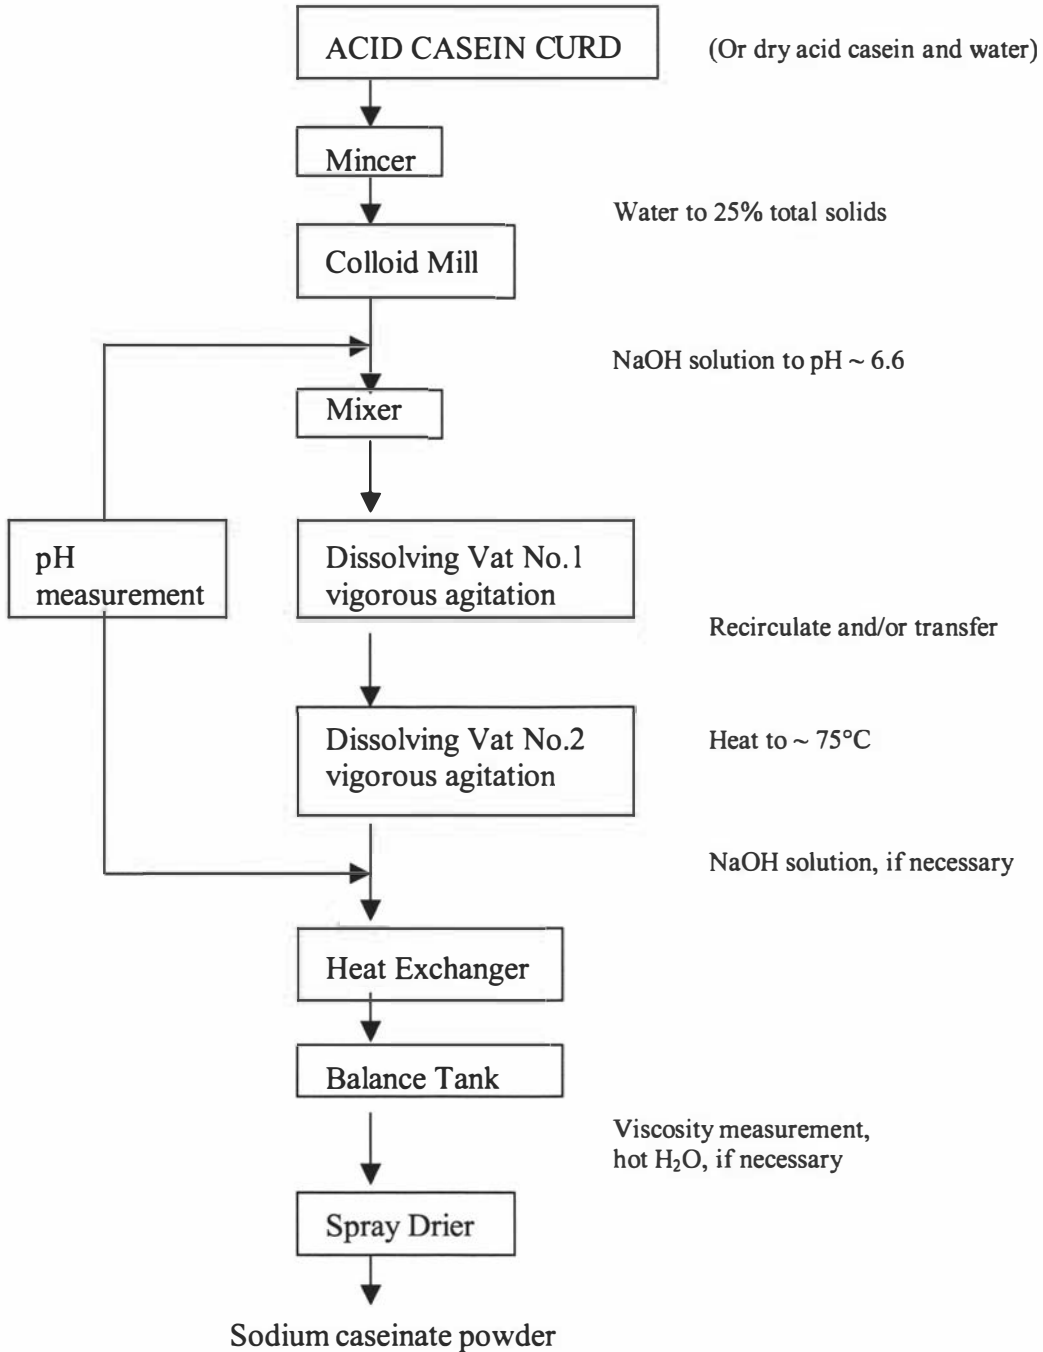 ACID CASEIN CURD
(Or dry acid casein and water)
Mincer
Water to 25% total solids
Colloid Mill
NaOH solution to pH ~ 6.6
Mixer
pH
measurement
Dissolving Vat No.1
vigorous agitation
Recirculate and/or transfer
Dissolving Vat No.2
vigorous agitation
Heat to ~ 75°C
NaOH solution, if necessary
Heat Exchanger
Balance Tank
Viscosity measurement,
hot H₂O, if necessary
Spray Drier
Sodium caseinate powder